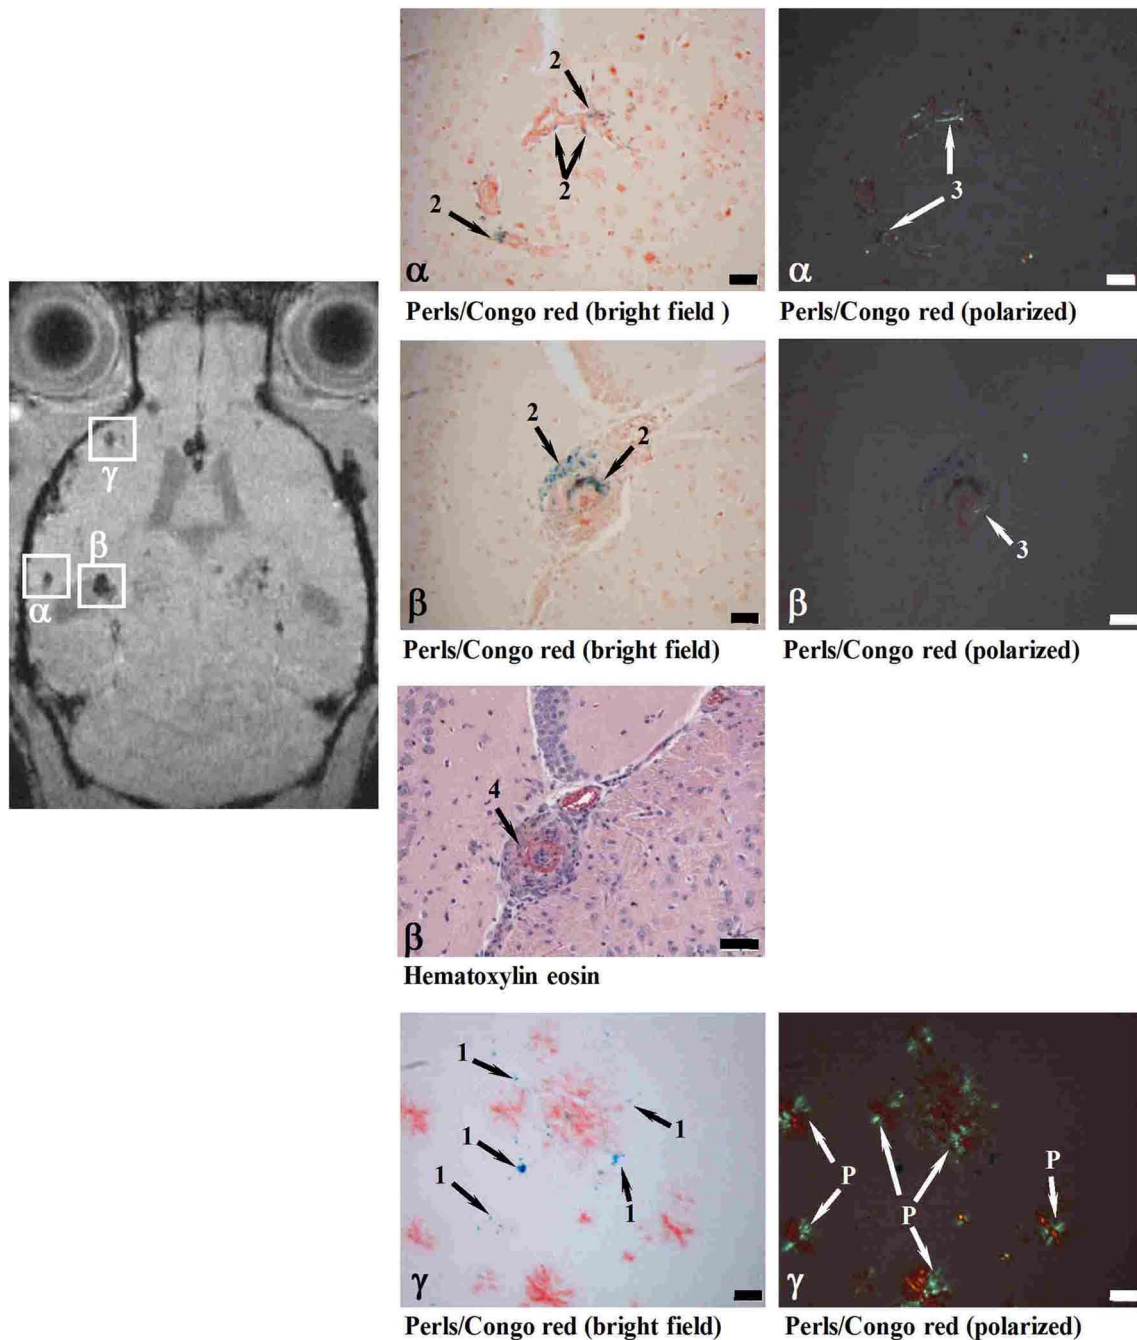 2
2
2
α
3
α
Perls/Congo red (bright field )
Perls/Congo red (polarized)
γ
β
α
2
2
β
3
β
Perls/Congo red (bright field)
Perls/Congo red (polarized)
4
β
Hematoxylin eosin
1
1
1
1
1
γ
P
P
P
P
γ
Perls/Congo red (bright field)
Perls/Congo red (polarized)